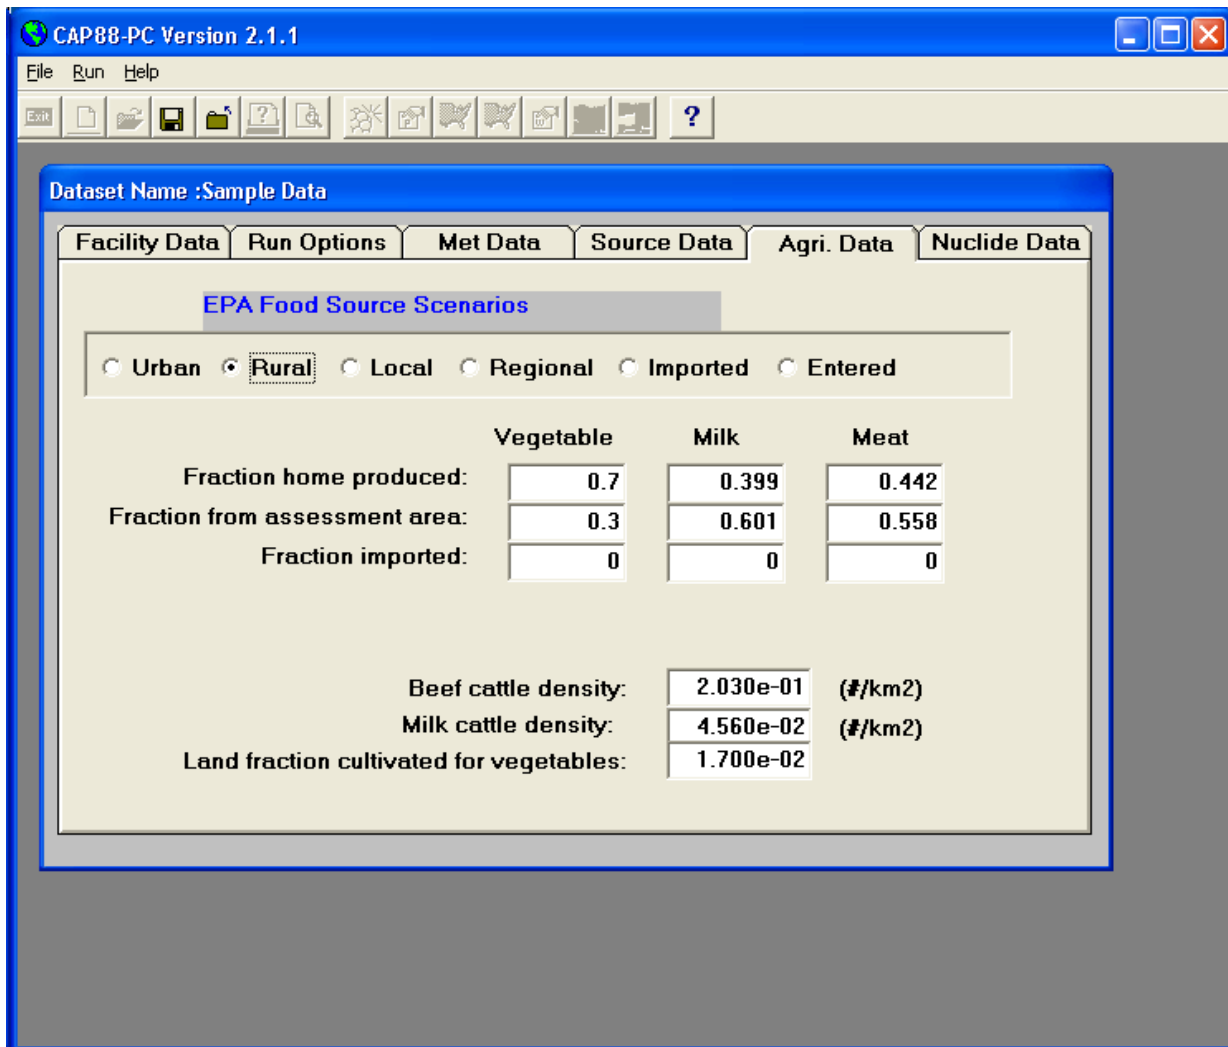 CAP88-PC Version 2.1.1
File Run Help
Exit
?
Dataset Name :Sample Data
Facility Data Run Options Met Data Source Data Agri. Data Nuclide Data
EPA Food Source Scenarios
Urban Rural Local Regional Imported Entered
Vegetable Milk Meat
Fraction home produced: 0.7 0.399 0.442
Fraction from assessment area: 0.3 0.601 0.558
Fraction imported: 0 0 0
Beef cattle density: 2.030e-01 (#/km2)
Milk cattle density: 4.560e-02 (#/km2)
Land fraction cultivated for vegetables: 1.700e-02